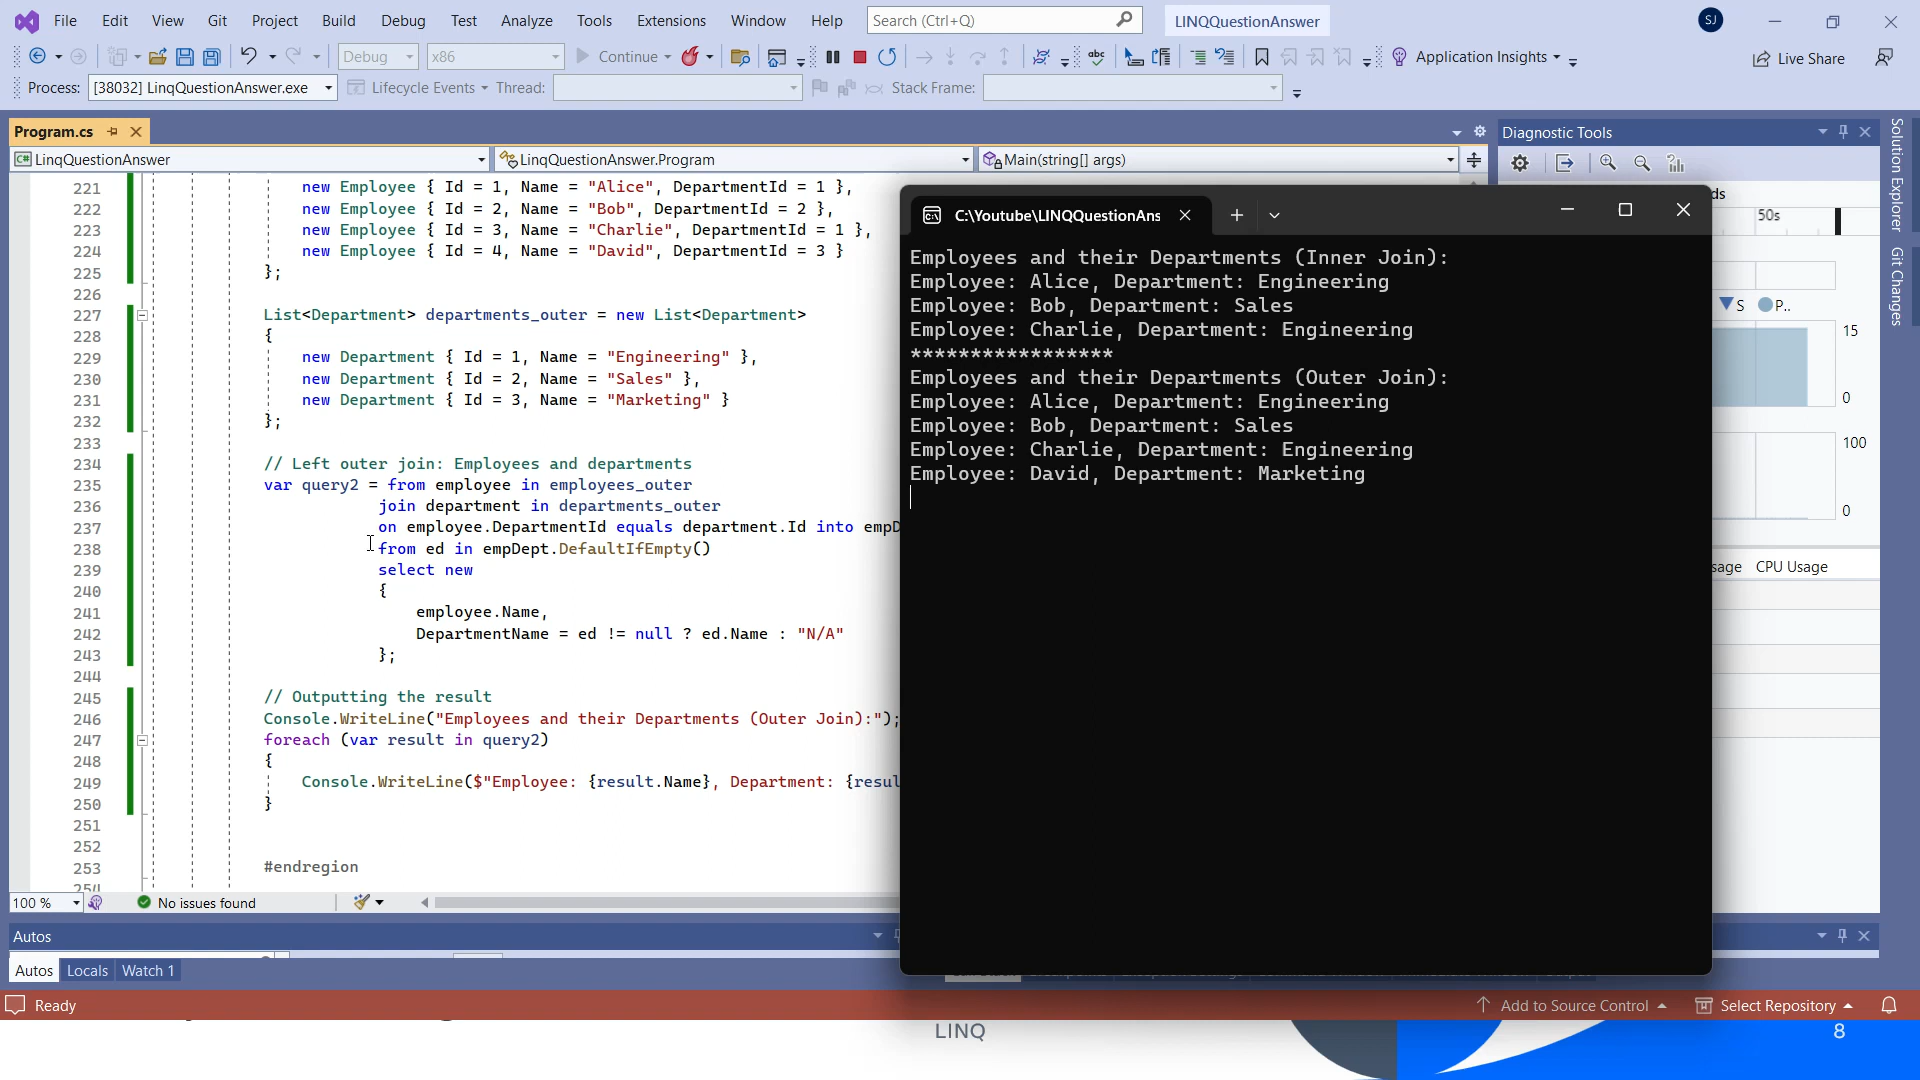 File Edit View Git Project Build Debug Test Analyze Tools Extensions Window Help Search (Ctrl+Q) LINQQuestionAnswer SJ
Debug x86 Continue abc Application Insights Live Share
Process: [38032] LinqQuestionAnswer.exe Lifecycle Events Thread: Stack Frame:
Program.cs
C# LinqQuestionAnswer LinqQuestionAnswer.Program Main(string[] args)
221 new Employee { Id = 1, Name = "Alice", DepartmentId = 1 },
222 new Employee { Id = 2, Name = "Bob", DepartmentId = 2 },
223 new Employee { Id = 3, Name = "Charlie", DepartmentId = 1 },
224 new Employee { Id = 4, Name = "David", DepartmentId = 3 }
225 };
226
227 List<Department> departments_outer = new List<Department>
228 {
229 new Department { Id = 1, Name = "Engineering" },
230 new Department { Id = 2, Name = "Sales" },
231 new Department { Id = 3, Name = "Marketing" }
232 };
233
234 // Left outer join: Employees and departments
235 var query2 = from employee in employees_outer
236 join department in departments_outer
237 on employee.DepartmentId equals department.Id into empD
238 from ed in empDept.DefaultIfEmpty()
239 select new
240 {
241 employee.Name,
242 DepartmentName = ed != null ? ed.Name : "N/A"
243 };
244
245 // Outputting the result
246 Console.WriteLine("Employees and their Departments (Outer Join):");
247 foreach (var result in query2)
248 {
249 Console.WriteLine($"Employee: {result.Name}, Department: {resul
250 }
251
252
253 #endregion
254
100 % No issues found
C:\Youtube\LINQQuestionAns
Employees and their Departments (Inner Join):
Employee: Alice, Department: Engineering
Employee: Bob, Department: Sales
Employee: Charlie, Department: Engineering
*****************
Employees and their Departments (Outer Join):
Employee: Alice, Department: Engineering
Employee: Bob, Department: Sales
Employee: Charlie, Department: Engineering
Employee: David, Department: Marketing
Diagnostic Tools
ds
50s
S P..
15
0
100
0
sage CPU Usage
Solution Explorer
Git Changes
Autos
Autos Locals Watch 1
Ready Add to Source Control Select Repository
LINQ 8